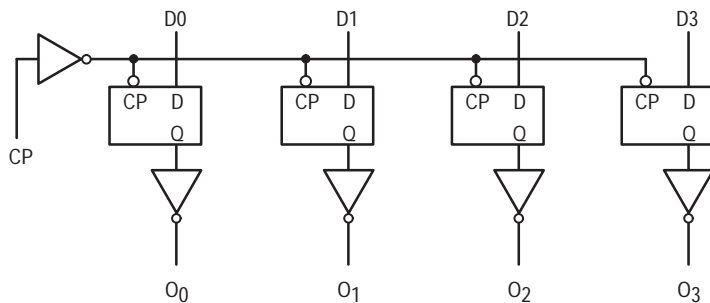 D0 D1 D2 D3
CP D CP D CP D CP D
Q Q Q Q
CP
O0 O1 O2 O3